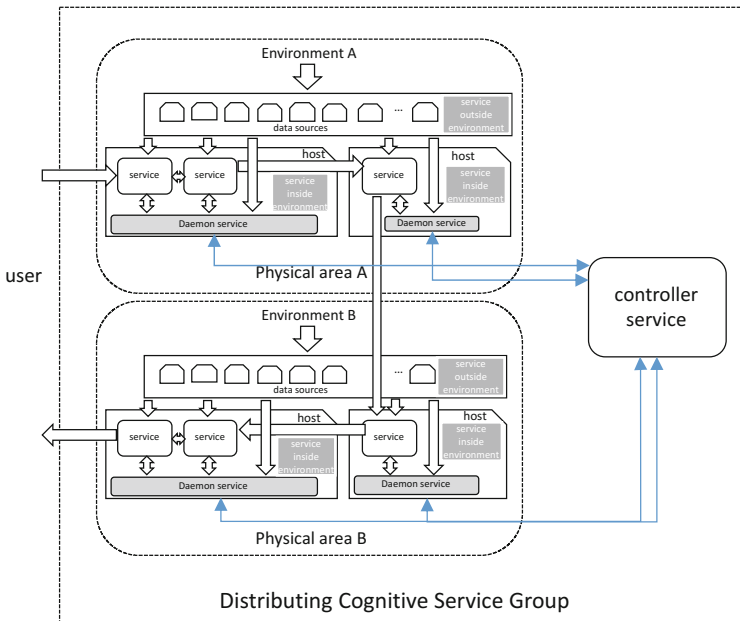 Environment A
...
service
outside
environment
data sources
host
host
service
service
service
inside
environment
service
service
inside
environment
Daemon service
Daemon service
Physical area A
user
controller
service
Environment B
...
service
outside
environment
data sources
host
host
service
service
service
inside
environment
service
service
inside
environment
Daemon service
Daemon service
Physical area B
Distributing Cognitive Service Group